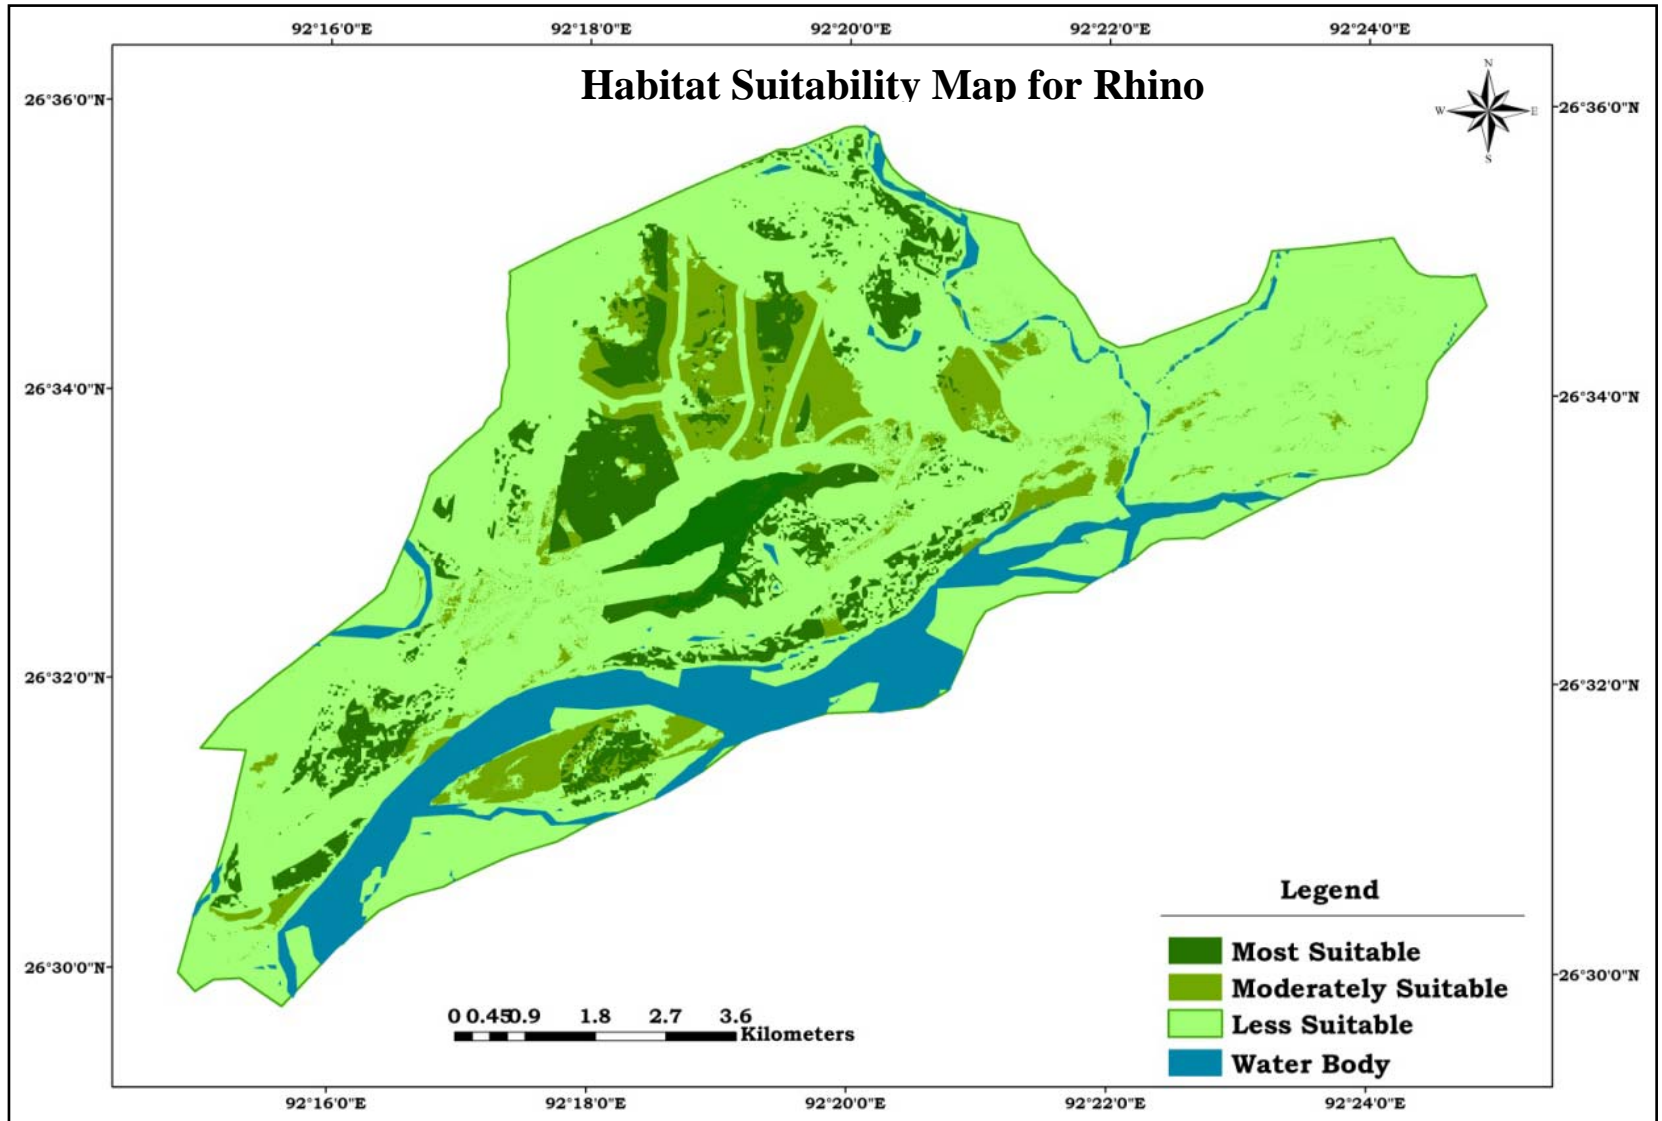 92°16'0"E 92°18'0"E 92°20'0"E 92°22'0"E 92°24'0"E
Habitat Suitability Map for Rhino
N
W E
S
26°36'0"N 26°36'0"N
26°34'0"N 26°34'0"N
26°32'0"N 26°32'0"N
26°30'0"N 26°30'0"N
Legend
Most Suitable
Moderately Suitable
Less Suitable
Water Body
0 0.45 0.9 1.8 2.7 3.6
Kilometers
92°16'0"E 92°18'0"E 92°20'0"E 92°22'0"E 92°24'0"E